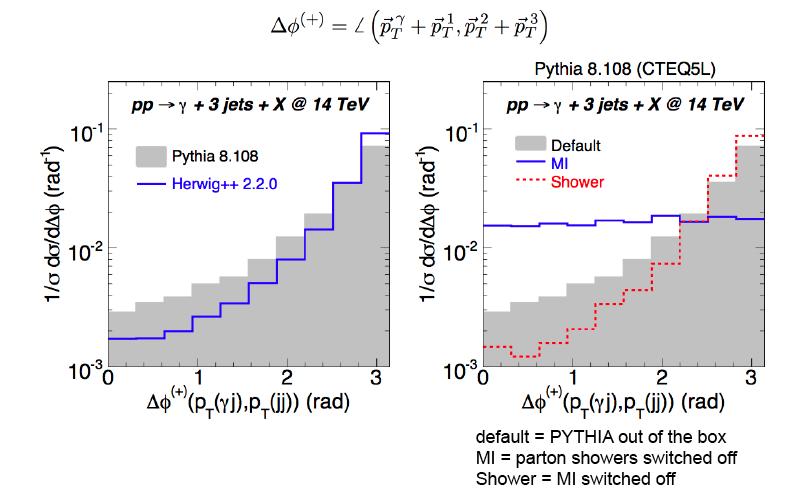 Δϕ⁽⁺⁾ = ∠ (p⃗_T^γ + p⃗_T^1, p⃗_T^2 + p⃗_T^3)
pp → γ + 3 jets + X @ 14 TeV
Pythia 8.108
Herwig++ 2.2.0
1/σ dσ/dΔϕ (rad⁻¹)
10⁻¹
10⁻²
10⁻³
0 1 2 3
Δϕ⁽⁺⁾(p_T(γj),p_T(jj)) (rad)
Pythia 8.108 (CTEQ5L)
pp → γ + 3 jets + X @ 14 TeV
Default
MI
Shower
1/σ dσ/dΔϕ (rad⁻¹)
10⁻¹
10⁻²
10⁻³
0 1 2 3
Δϕ⁽⁺⁾(p_T(γj),p_T(jj)) (rad)
default = PYTHIA out of the box
MI = parton showers switched off
Shower = MI switched off